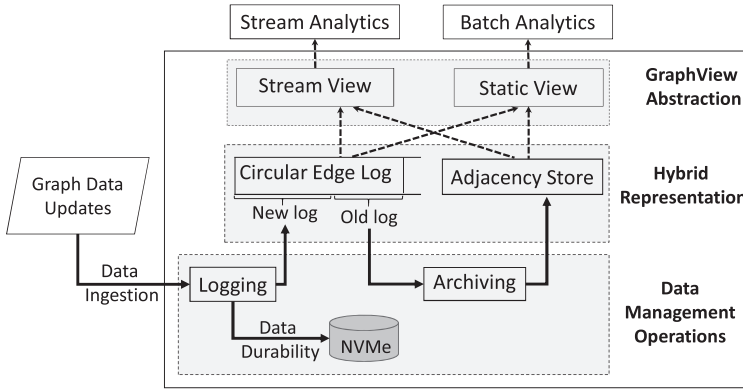 Stream Analytics
Batch Analytics
Stream View
Static View
GraphView
Abstraction
Circular Edge Log
Adjacency Store
Hybrid
Representation
New log
Old log
Graph Data
Updates
Data
Ingestion
Logging
Archiving
Data
Management
Operations
Data
Durability
NVMe